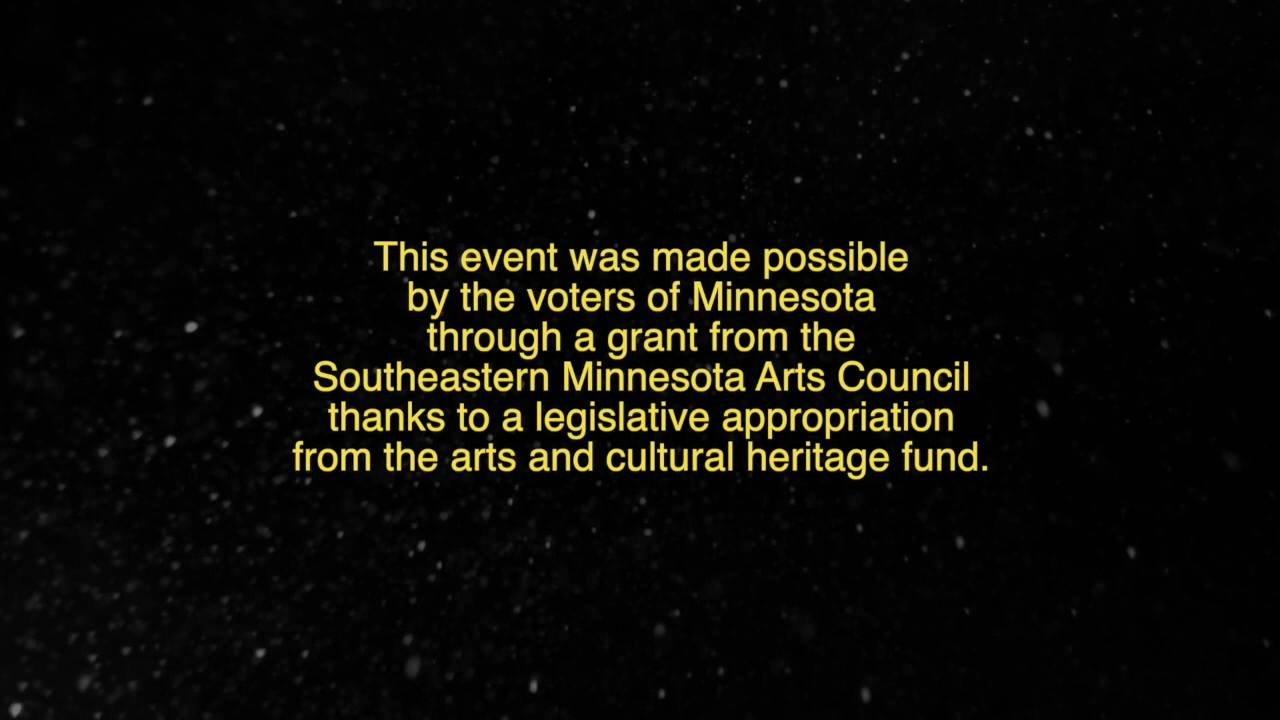 This event was made possible
by the voters of Minnesota
through a grant from the
Southeastern Minnesota Arts Council
thanks to a legislative appropriation
from the arts and cultural heritage fund.